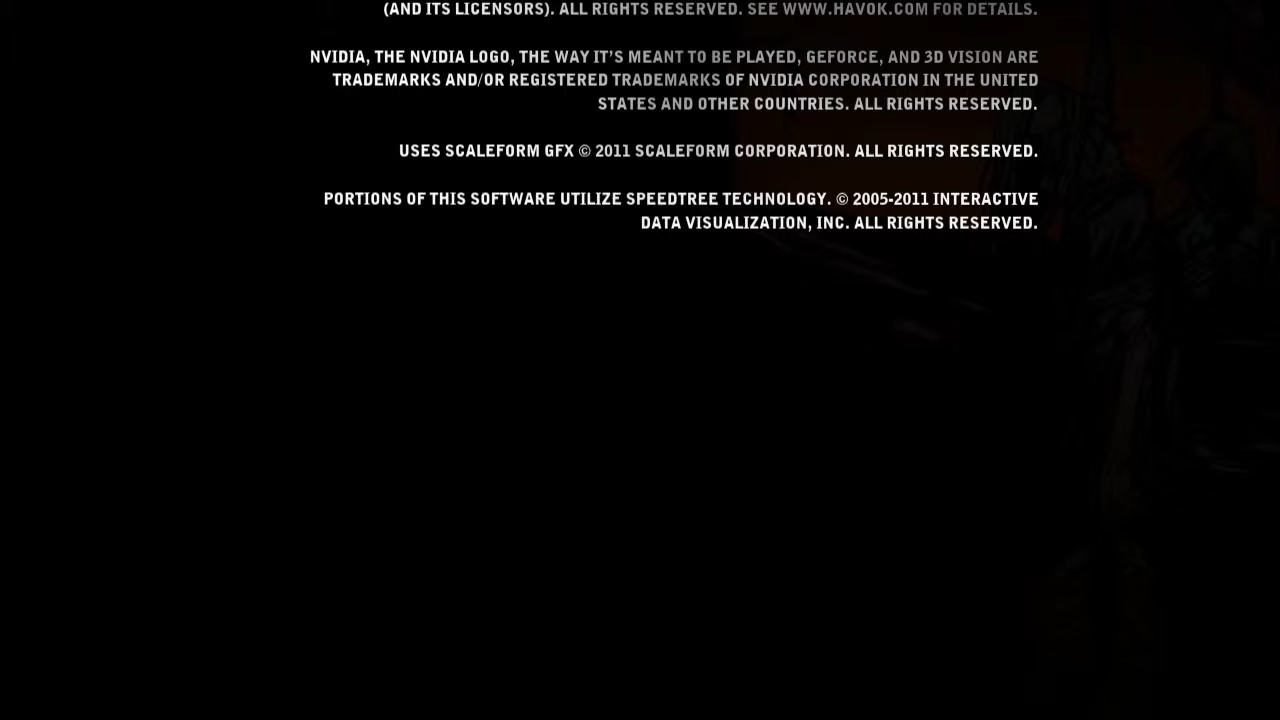 (AND ITS LICENSORS). ALL RIGHTS RESERVED. SEE WWW.HAVOK.COM FOR DETAILS.
NVIDIA, THE NVIDIA LOGO, THE WAY IT'S MEANT TO BE PLAYED, GEFORCE, AND 3D VISION ARE
TRADEMARKS AND/OR REGISTERED TRADEMARKS OF NVIDIA CORPORATION IN THE UNITED
STATES AND OTHER COUNTRIES. ALL RIGHTS RESERVED.
USES SCALEFORM GFX © 2011 SCALEFORM CORPORATION. ALL RIGHTS RESERVED.
PORTIONS OF THIS SOFTWARE UTILIZE SPEEDTREE TECHNOLOGY. © 2005-2011 INTERACTIVE
DATA VISUALIZATION, INC. ALL RIGHTS RESERVED.